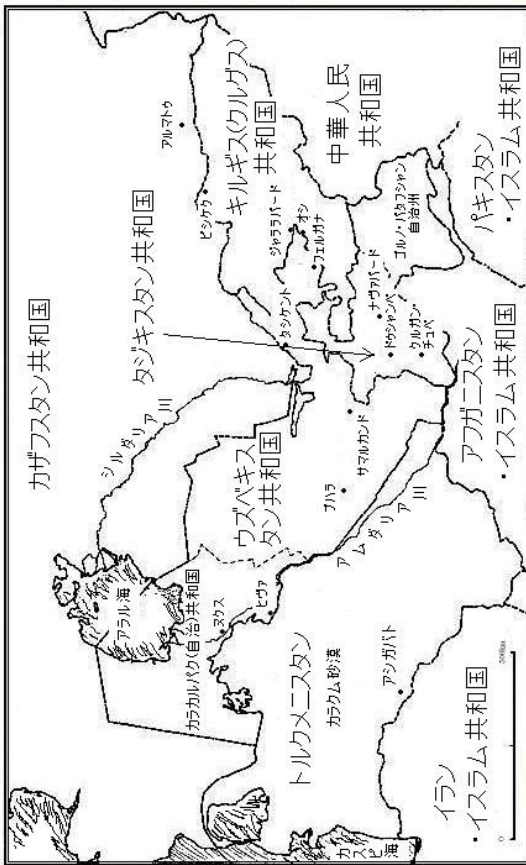 カザフスタン共和国
シルダリア川
アラル海
カラカルパク(自治)共和国
ヌクス
ヒヴァ
ウズベキス
タン共和国
ブハラ
サマルカンド
タシケント
タジキスタン共和国
アルマトゥ
ビシケク
キルギス(クルグス)
共和国
ジャララバード
オシ
フェルガナ
中華人民
共和国
ナヴァバード
ドゥシャンベ
クルガン・
チュベ
ゴルノ・バダフシャン
自治州
パキスタン
・イスラム共和国
アフガニスタン
・イスラム共和国
アムダリア川
トルクメニスタン
カラクム砂漠
アシガバト
カスピ海
イラン
・イスラム共和国
0
500km